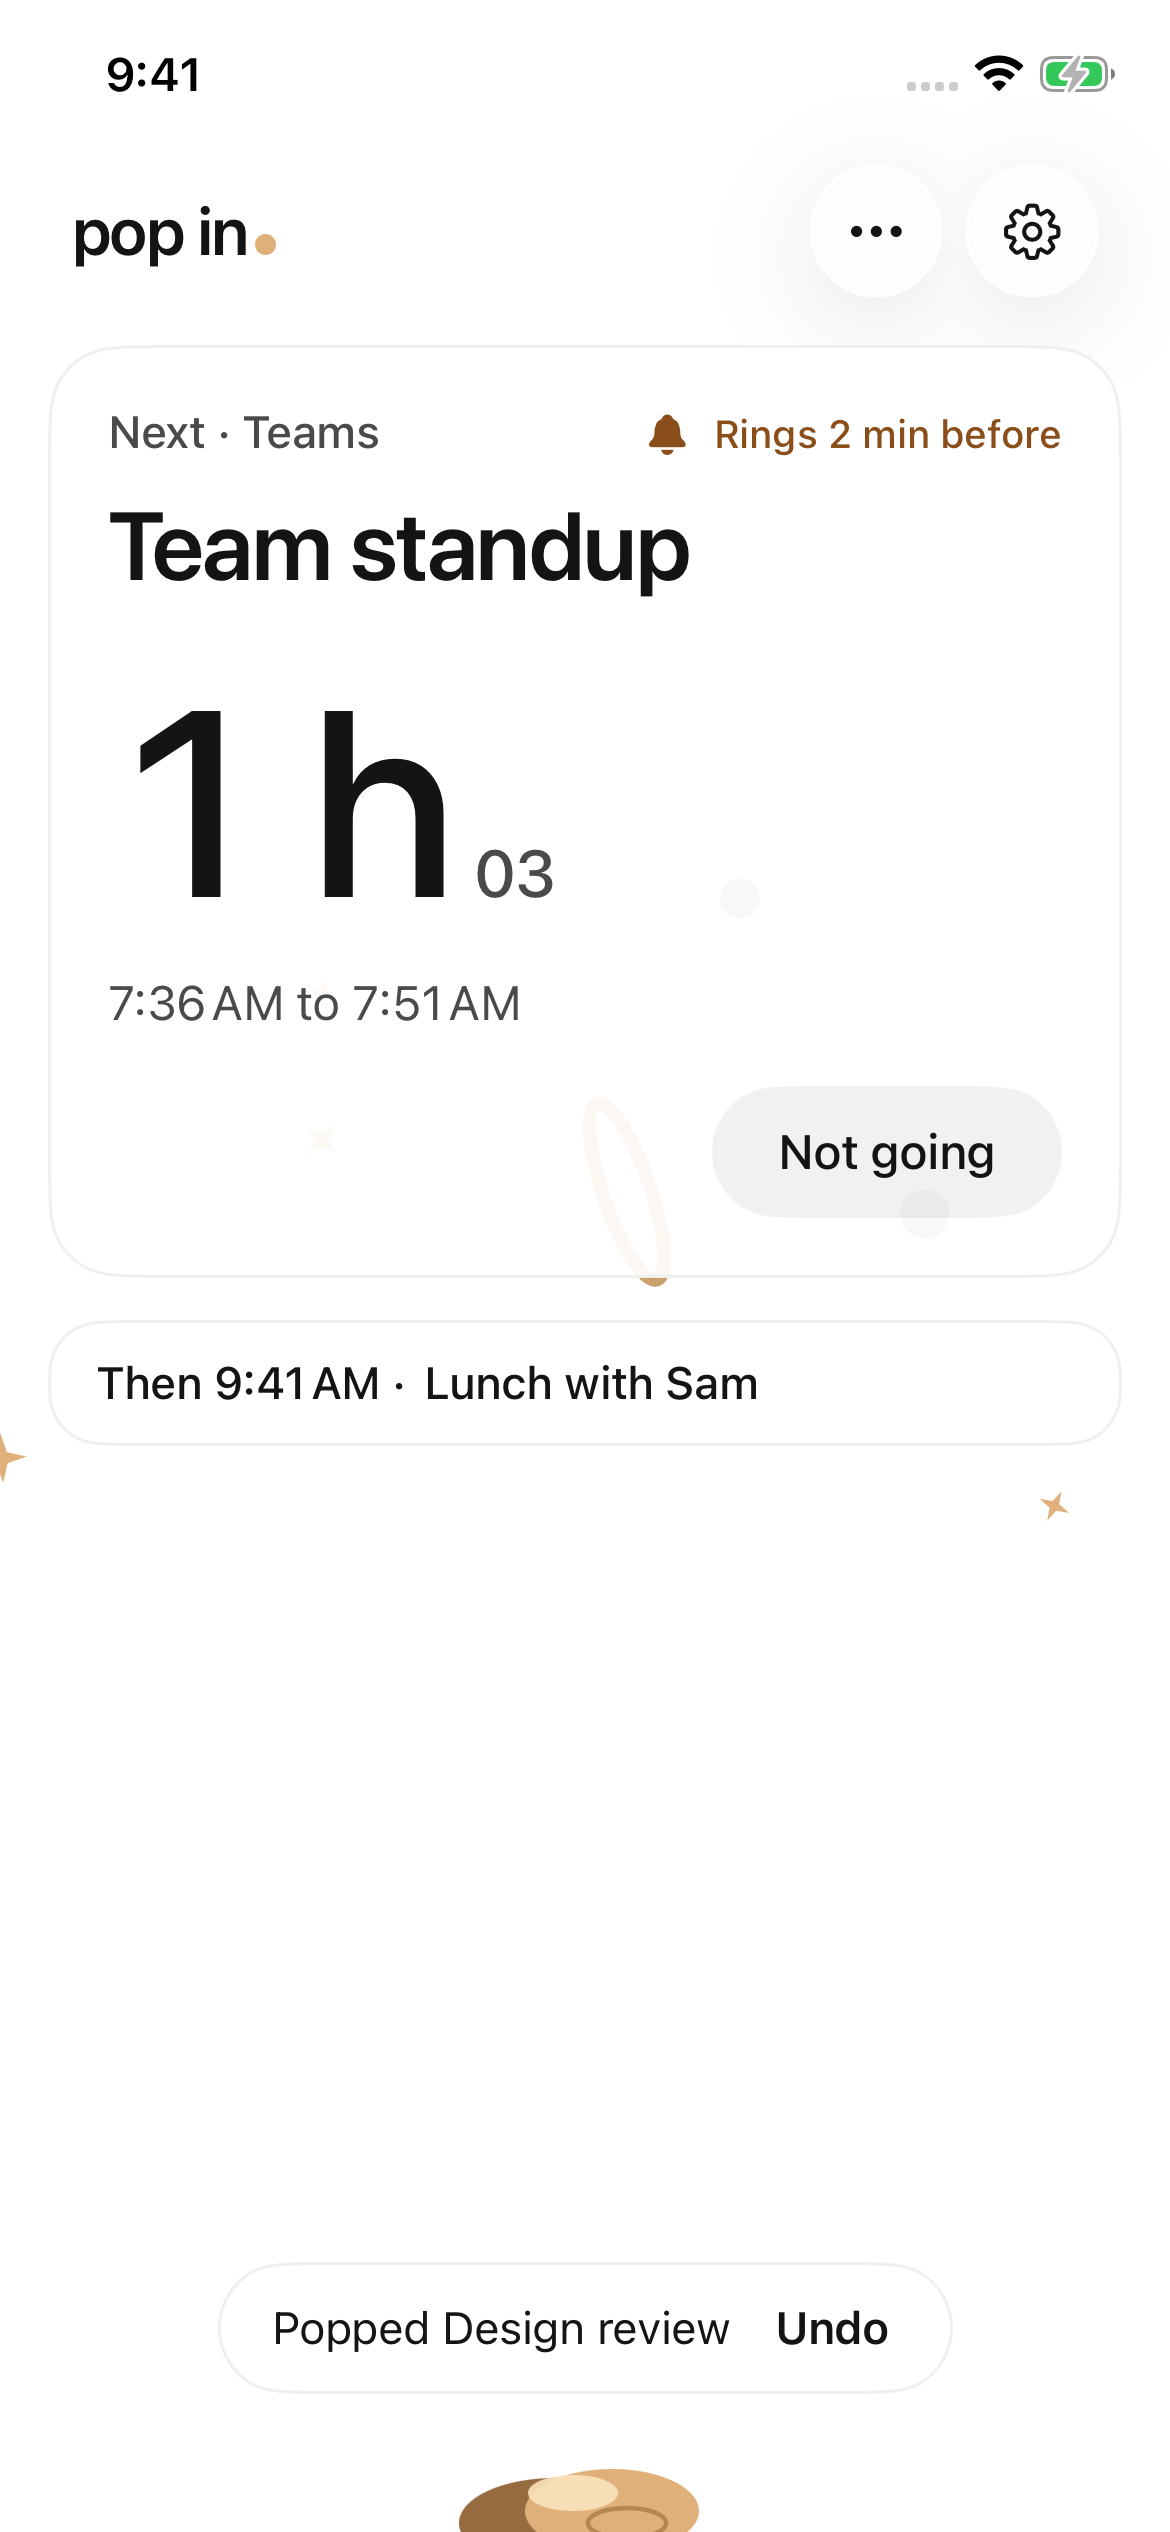 9:41
pop in.
Next · Teams
Rings 2 min before
Team standup
1 h 03
7:36 AM to 7:51 AM
Not going
Then 9:41 AM · Lunch with Sam
Popped Design review Undo